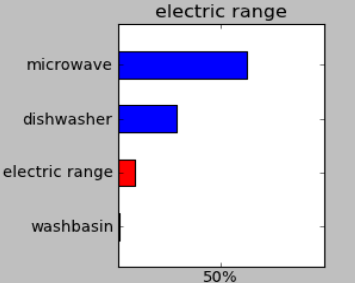 electric range
microwave
dishwasher
electric range
washbasin
50%